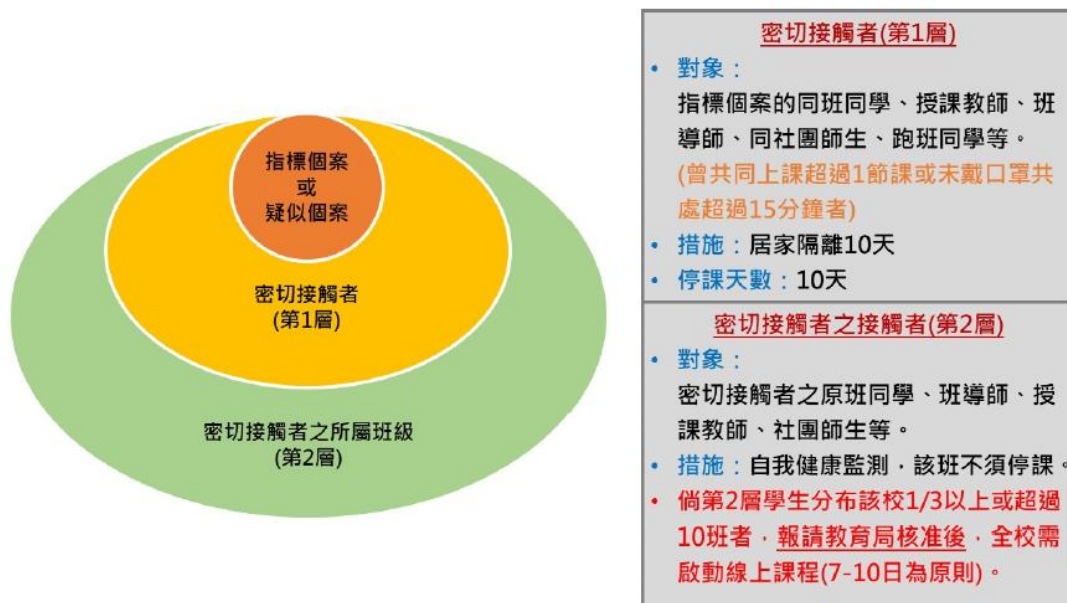 指標個案
或
疑似個案
密切接觸者
(第1層)
密切接觸者之所屬班級
(第2層)
密切接觸者(第1層)
• 對象：
指標個案的同班同學、授課教師、班
導師、同社團師生、跑班同學等。
(曾共同上課超過1節課或未戴口罩共
處超過15分鐘者)
• 措施：居家隔離10天
• 停課天數：10天
密切接觸者之接觸者(第2層)
• 對象：
密切接觸者之原班同學、班導師、授
課教師、社團師生等。
• 措施：自我健康監測，該班不須停課。
• 倘第2層學生分布該校1/3以上或超過
10班者，報請教育局核准後，全校需
啟動線上課程(7-10日為原則)。